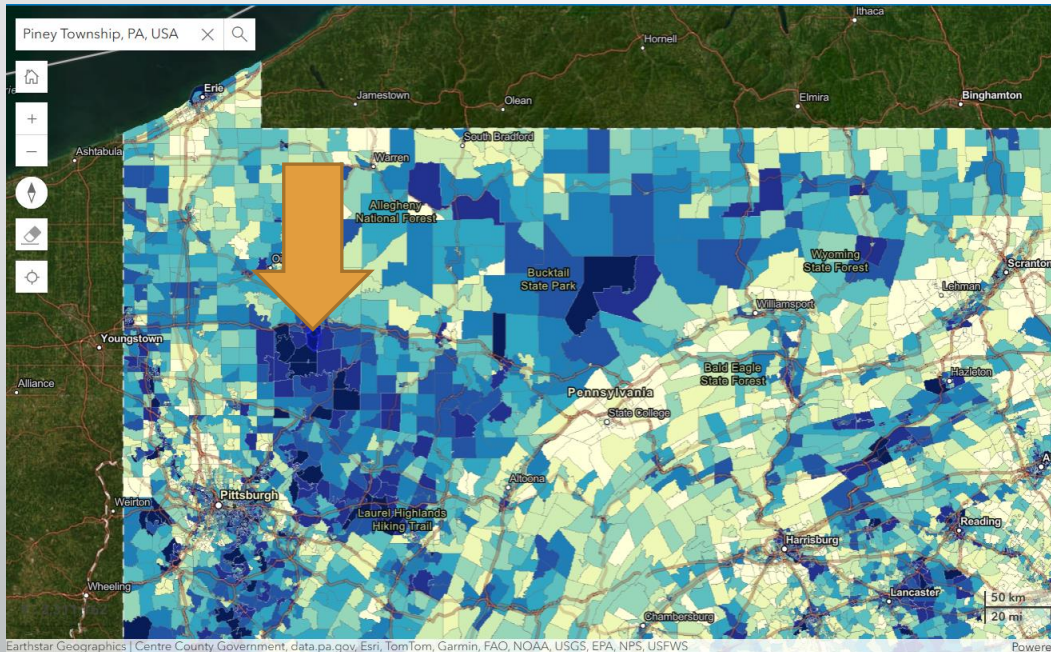 Piney Township, PA, USA
Ithaca
Hornell
Erie
Jamestown
Olean
Elmira
Binghamton
South Bradford
Ashtabula
Warren
Allegheny
National Forest
Wyoming
State Forest
Scranton
Bucktail
State Park
Lehman
Williamsport
Youngstown
Bald Eagle
State Forest
Hazleton
Alliance
Pennsylvania
State College
Altoona
Weirton
Pittsburgh
Laurel Highlands
Hiking Trail
Reading
Harrisburg
Wheeling
Lancaster
50 km
20 mi
Chambersburg
Earthstar Geographics | Centre County Government, data.pa.gov, Esri, TomTom, Garmin, FAO, NOAA, USGS, EPA, NPS, USFWS
Powere